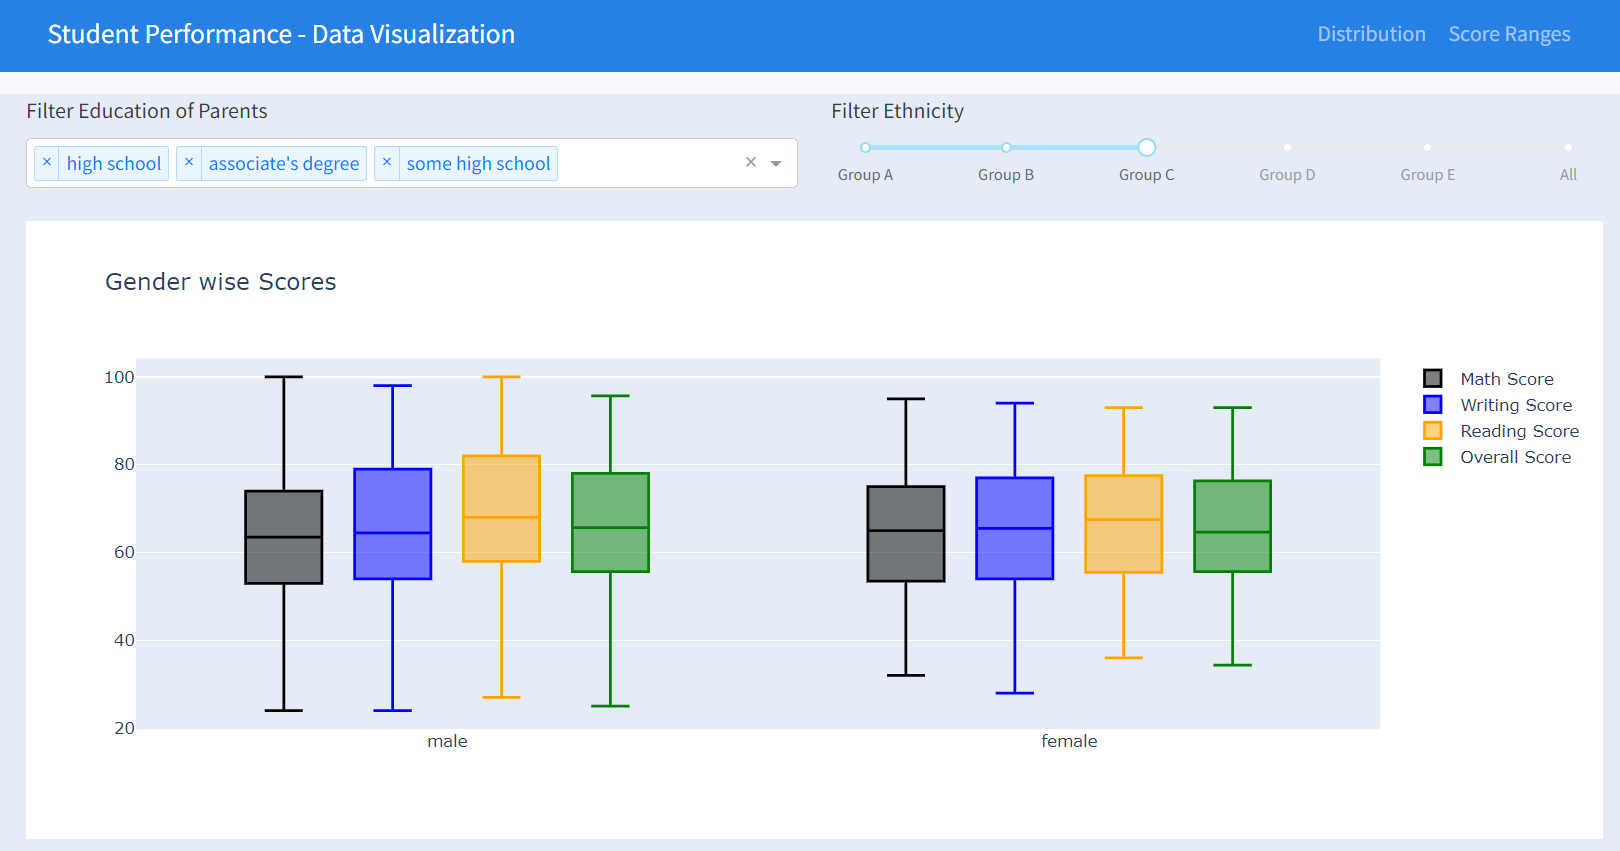 Student Performance - Data Visualization
Distribution Score Ranges
Filter Education of Parents
× high school × associate's degree × some high school ×
Filter Ethnicity
Group A Group B Group C Group D Group E All
Gender wise Scores
100
80
60
40
20
male female
Math Score
Writing Score
Reading Score
Overall Score